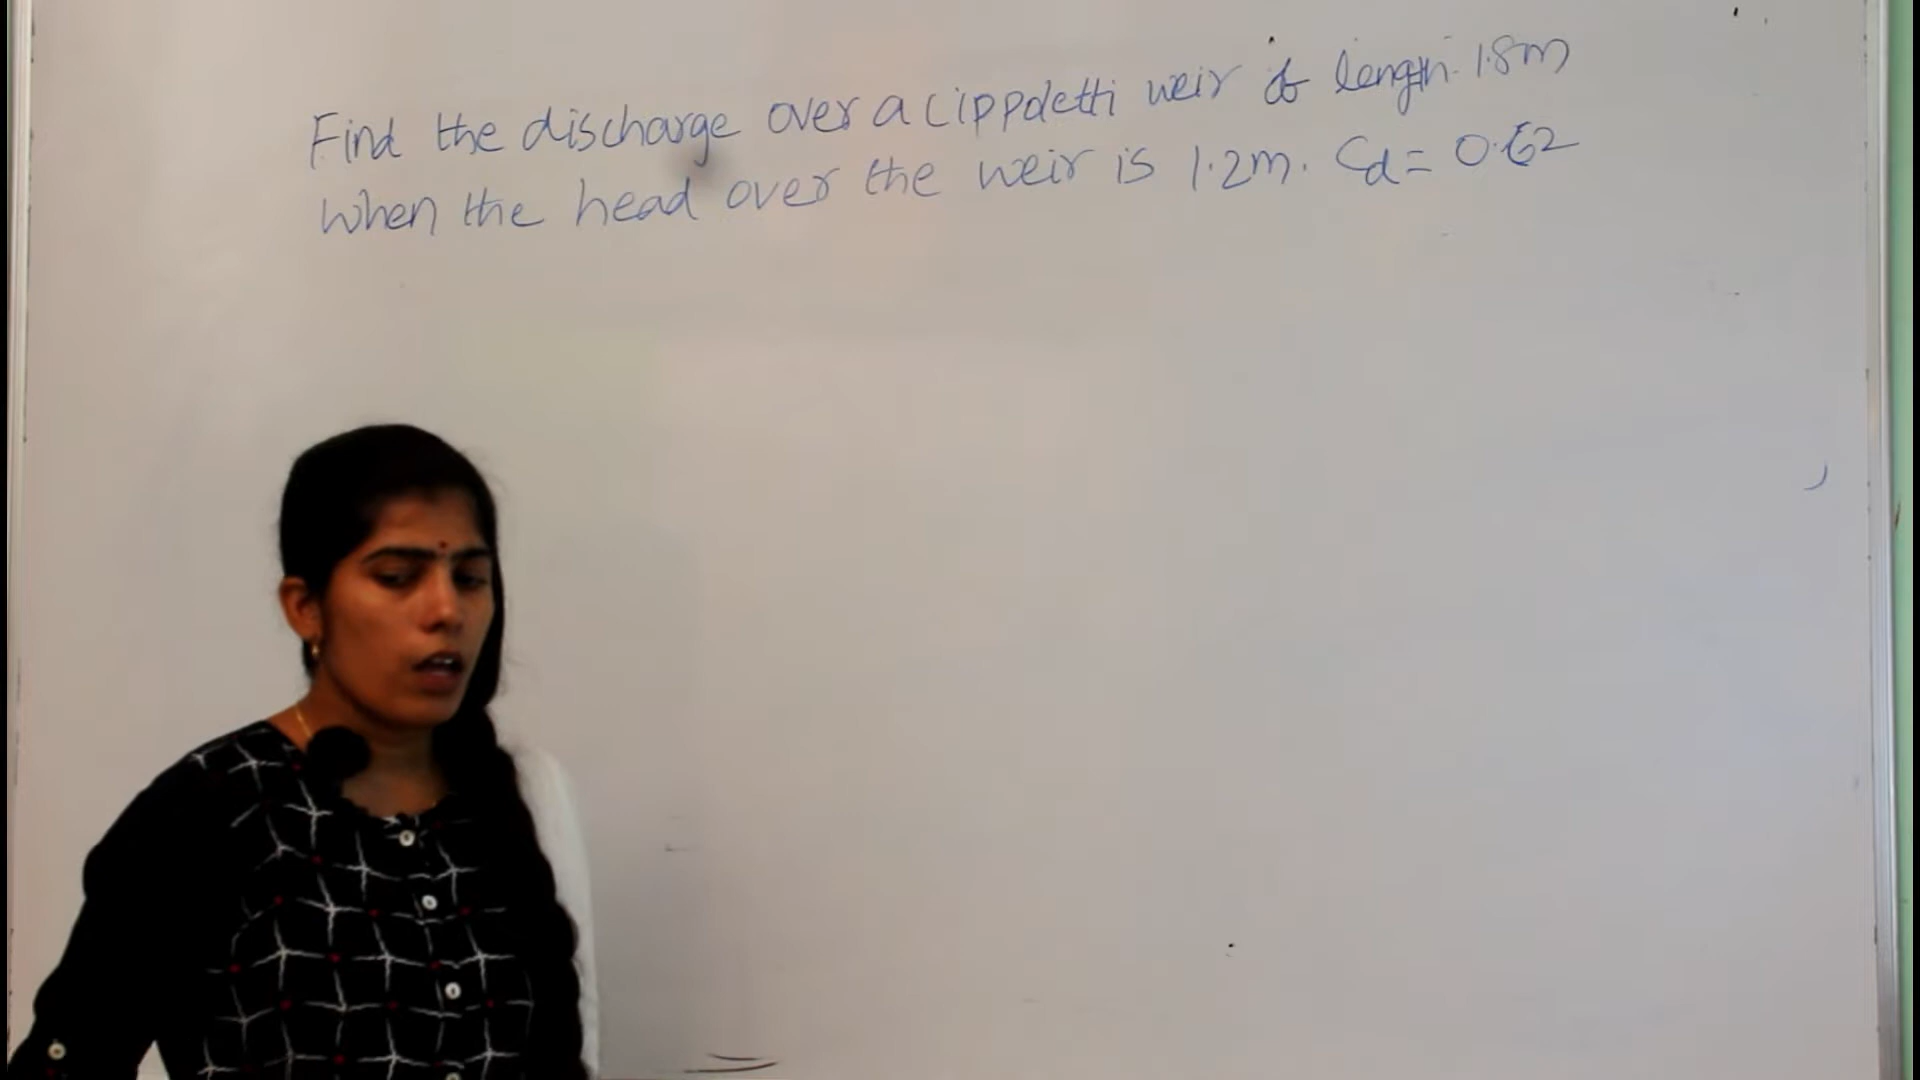 Find the discharge over a Cippoletti weir of length 1.8m
When the head over the weir is 1.2m. Cd = 0.62